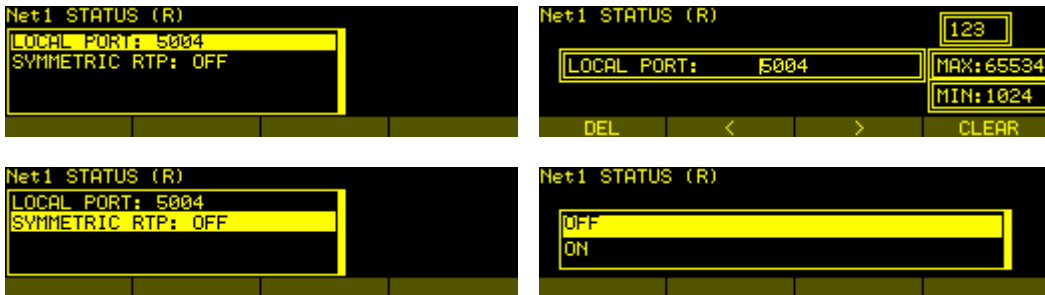 Net1 STATUS (R)
LOCAL PORT: 5004
SYMMETRIC RTP: OFF
Net1 STATUS (R)
123
LOCAL PORT: 5004
MAX:65534
MIN:1024
DEL < > CLEAR
Net1 STATUS (R)
LOCAL PORT: 5004
SYMMETRIC RTP: OFF
Net1 STATUS (R)
OFF
ON